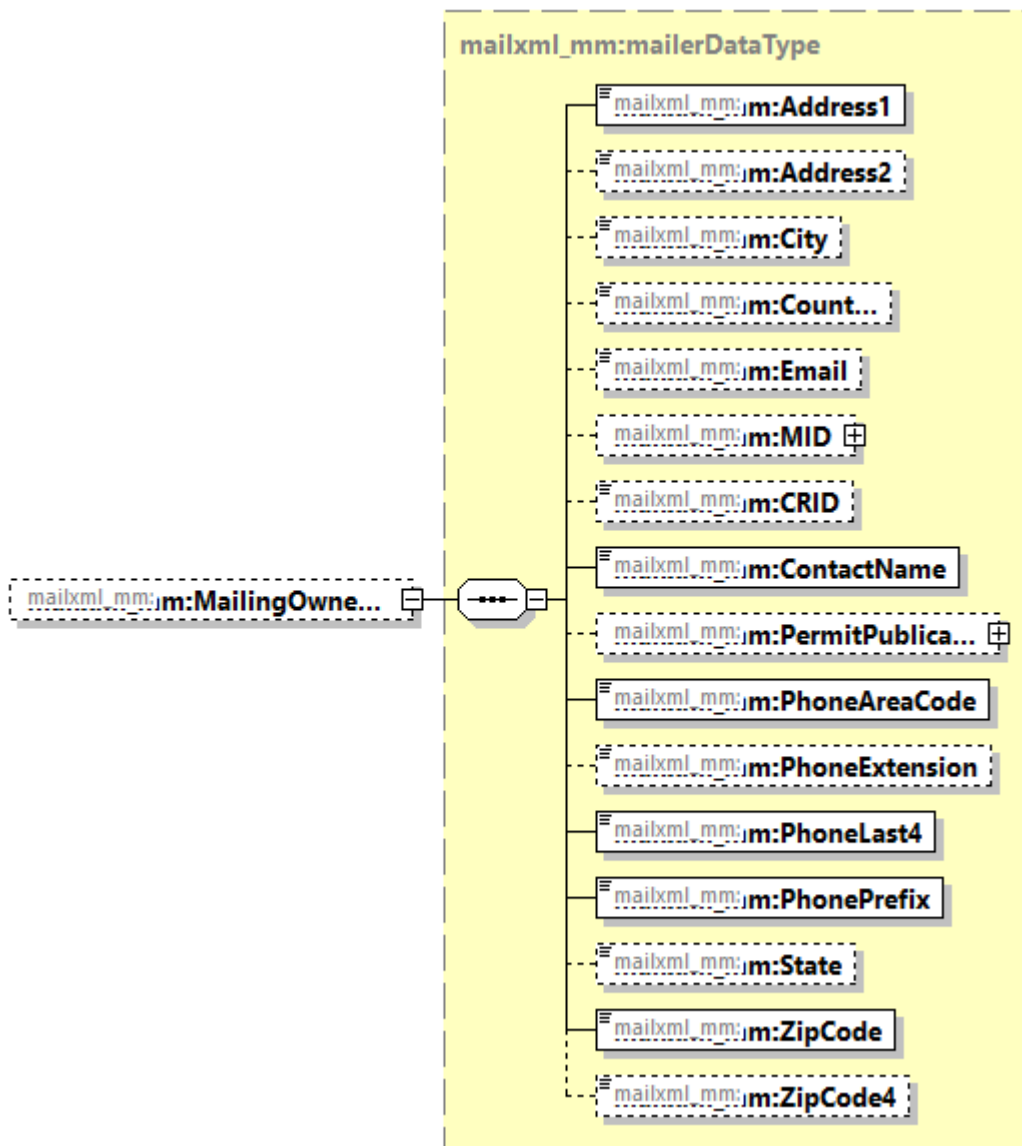 mailxml_mm:mailerDataType
mailxml_mm:m:Address1
mailxml_mm:m:Address2
mailxml_mm:m:City
mailxml_mm:m:Count...
mailxml_mm:m:Email
mailxml_mm:m:MID
mailxml_mm:m:CRID
mailxml_mm:m:ContactName
mailxml_mm:m:MailingOwne...
mailxml_mm:m:PermitPublica...
mailxml_mm:m:PhoneAreaCode
mailxml_mm:m:PhoneExtension
mailxml_mm:m:PhoneLast4
mailxml_mm:m:PhonePrefix
mailxml_mm:m:State
mailxml_mm:m:ZipCode
mailxml_mm:m:ZipCode4